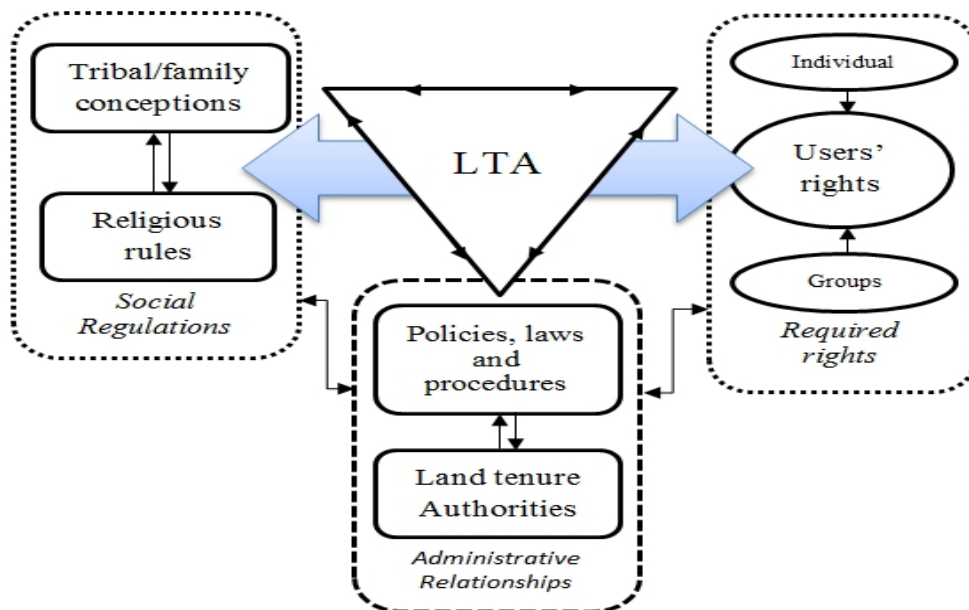 Tribal/family
conceptions
Religious
rules
Social
Regulations
LTA
Policies, laws
and
procedures
Land tenure
Authorities
Administrative
Relationships
Individual
Users’
rights
Groups
Required
rights